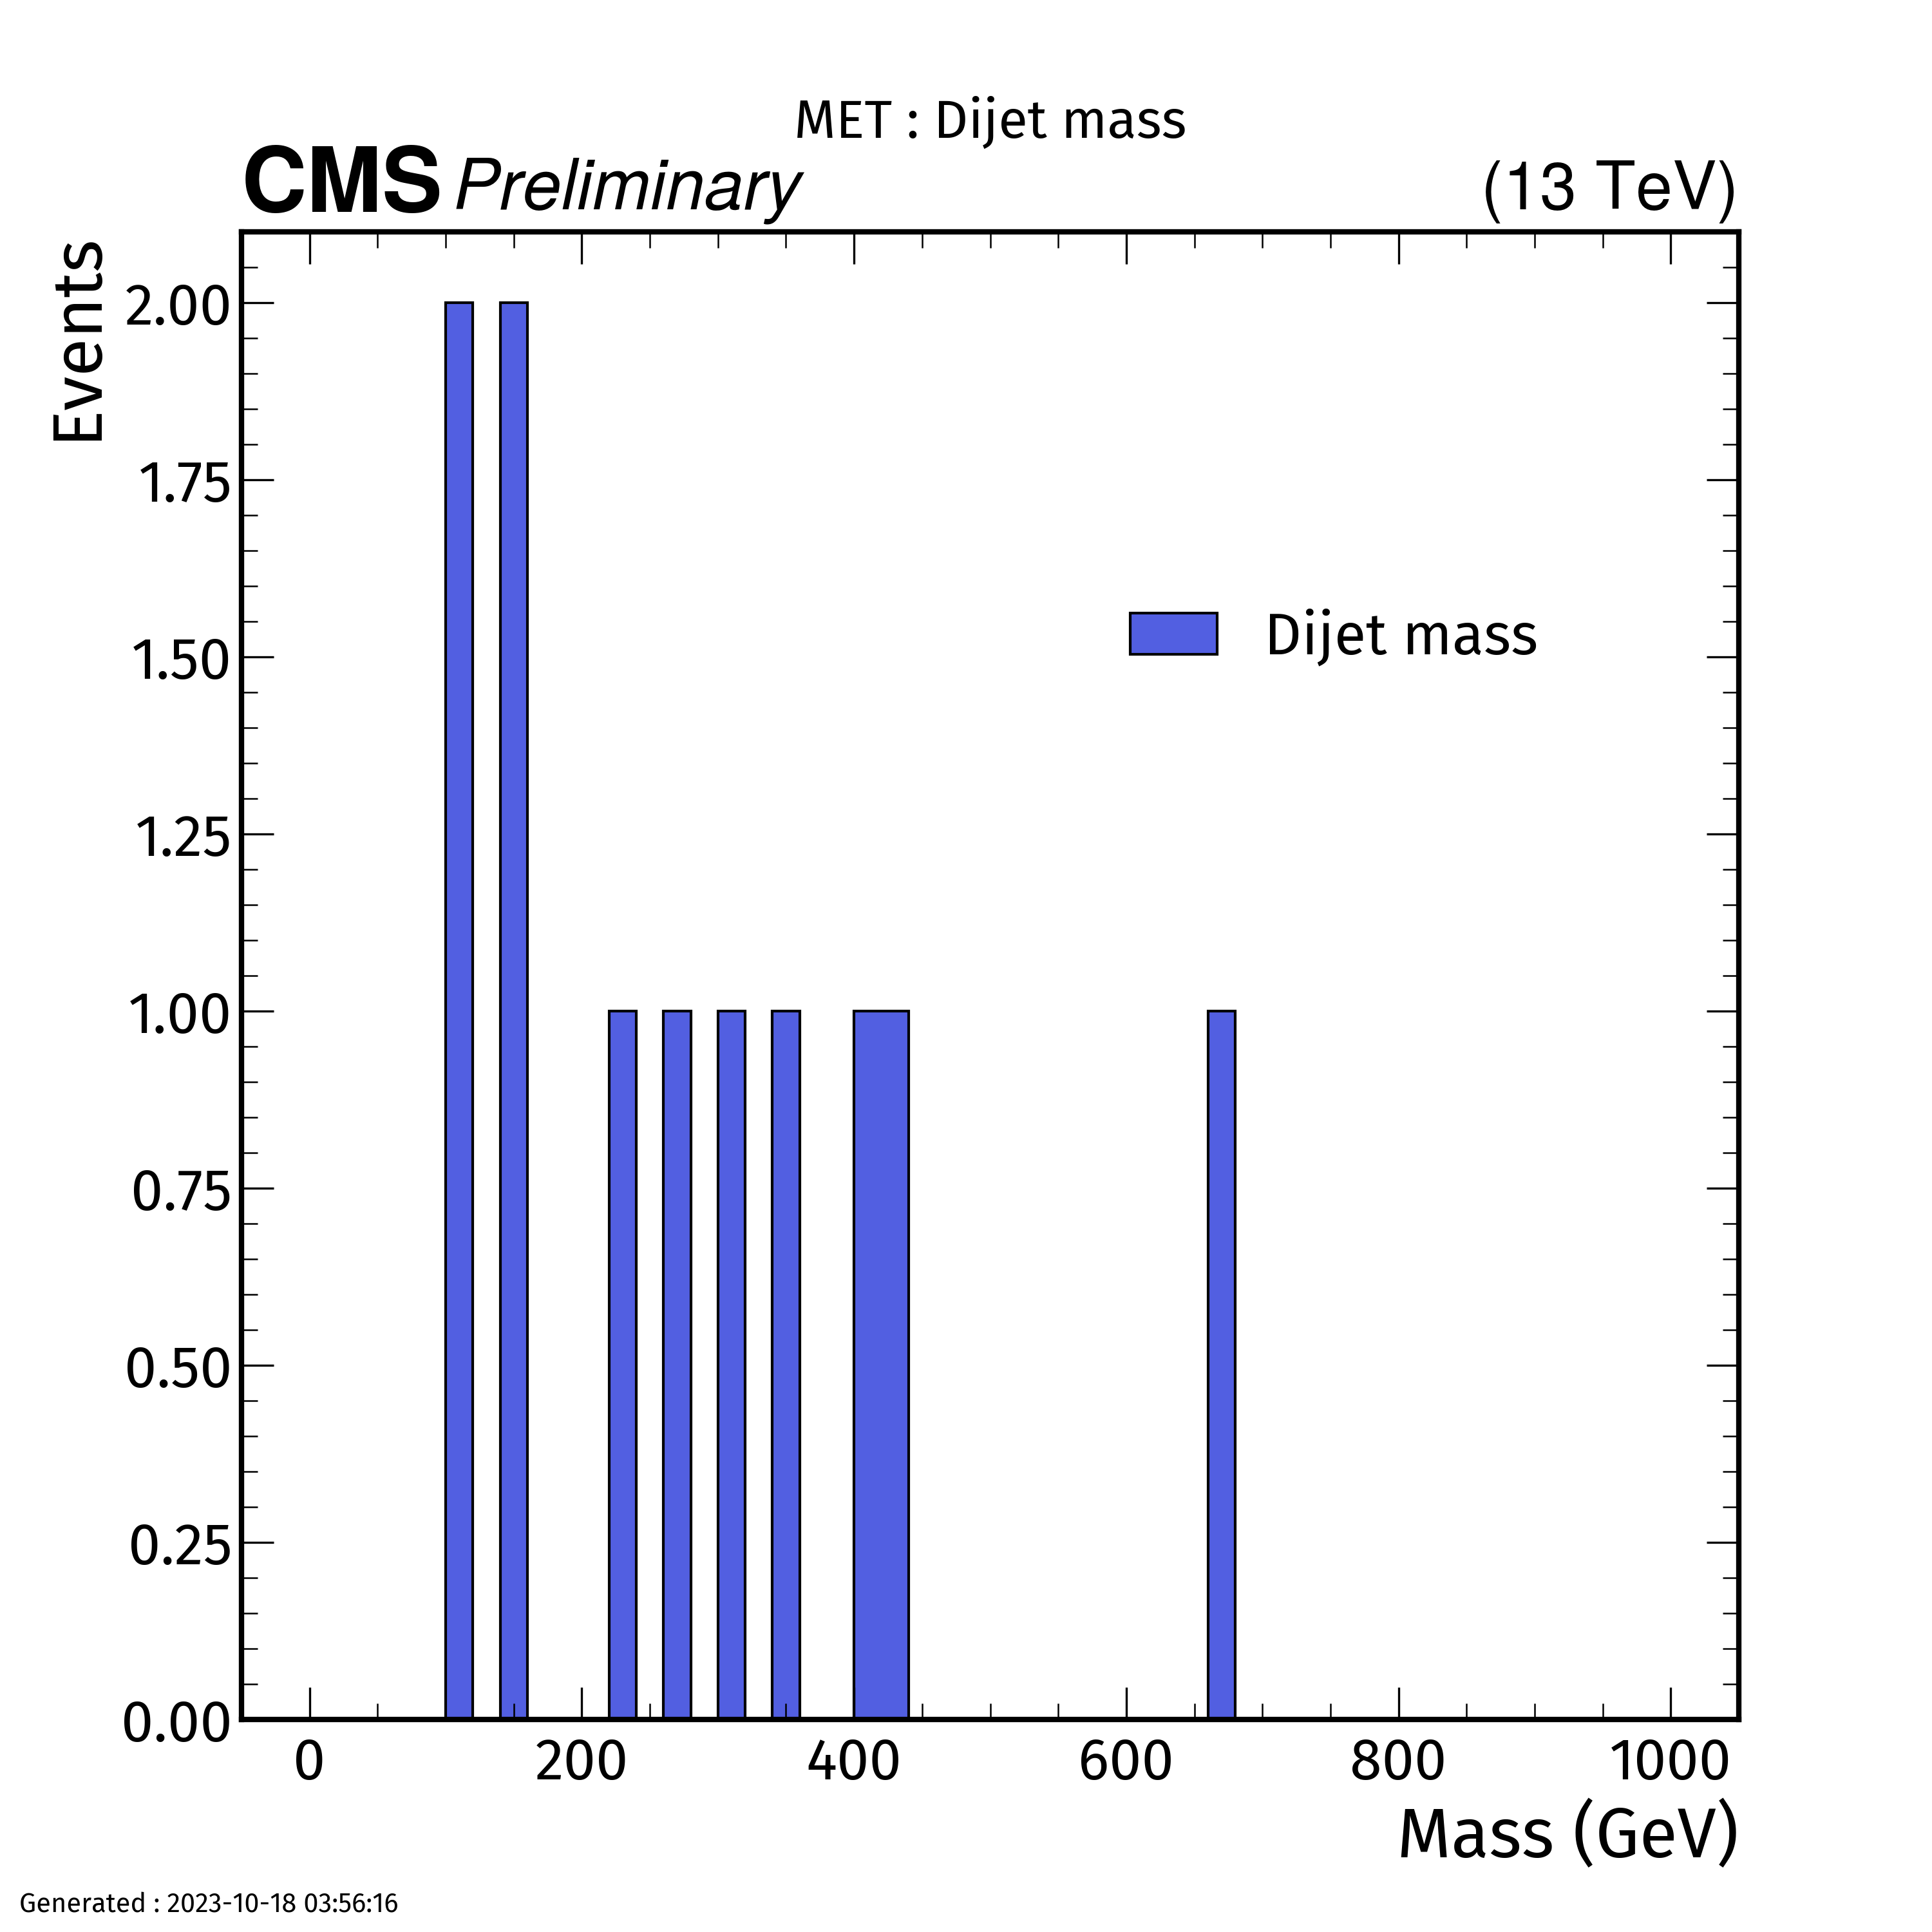 MET : Dijet mass
CMS Preliminary (13 TeV)
Events
2.00
1.75
1.50
1.25
1.00
0.75
0.50
0.25
0.00
Dijet mass
0 200 400 600 800 1000
Mass (GeV)
Generated : 2023-10-18 03:56:16